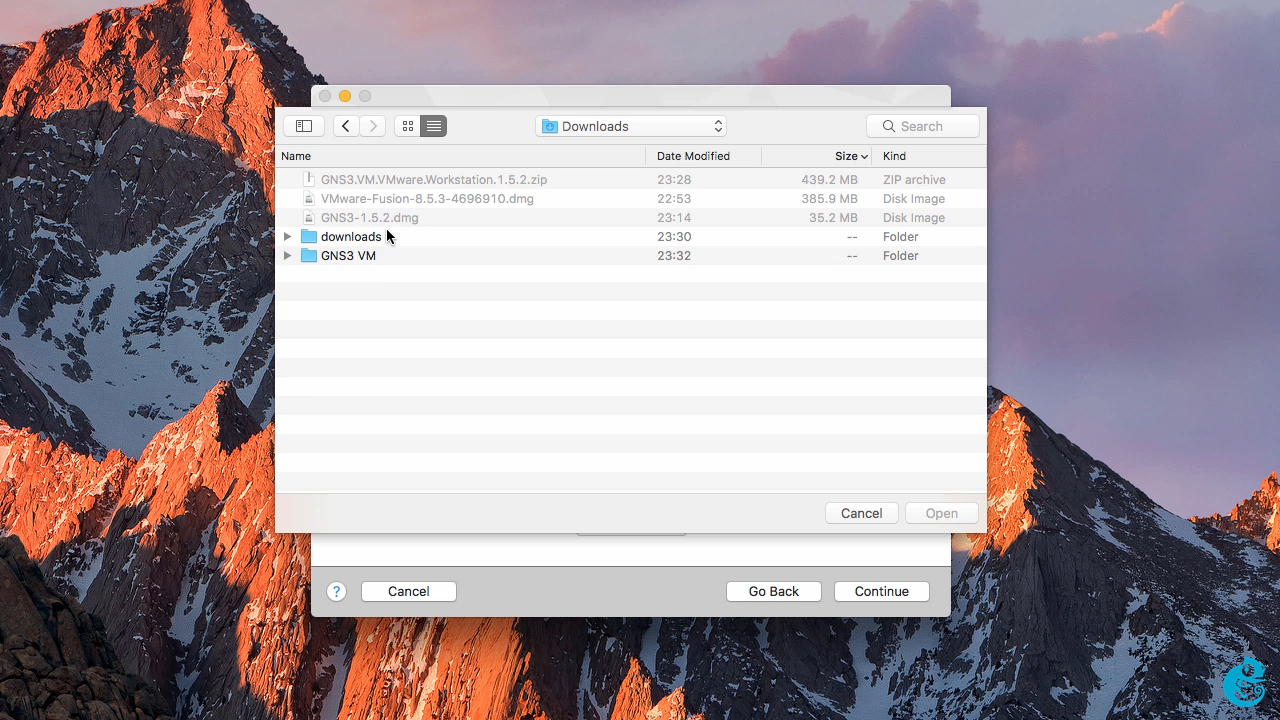 Downloads
Search
Name Date Modified Size Kind
GNS3.VM.VMware.Workstation.1.5.2.zip 23:28 439.2 MB ZIP archive
VMware-Fusion-8.5.3-4696910.dmg 22:53 385.9 MB Disk Image
GNS3-1.5.2.dmg 23:14 35.2 MB Disk Image
downloads 23:30 -- Folder
GNS3 VM 23:32 -- Folder
Cancel Open
? Cancel Go Back Continue